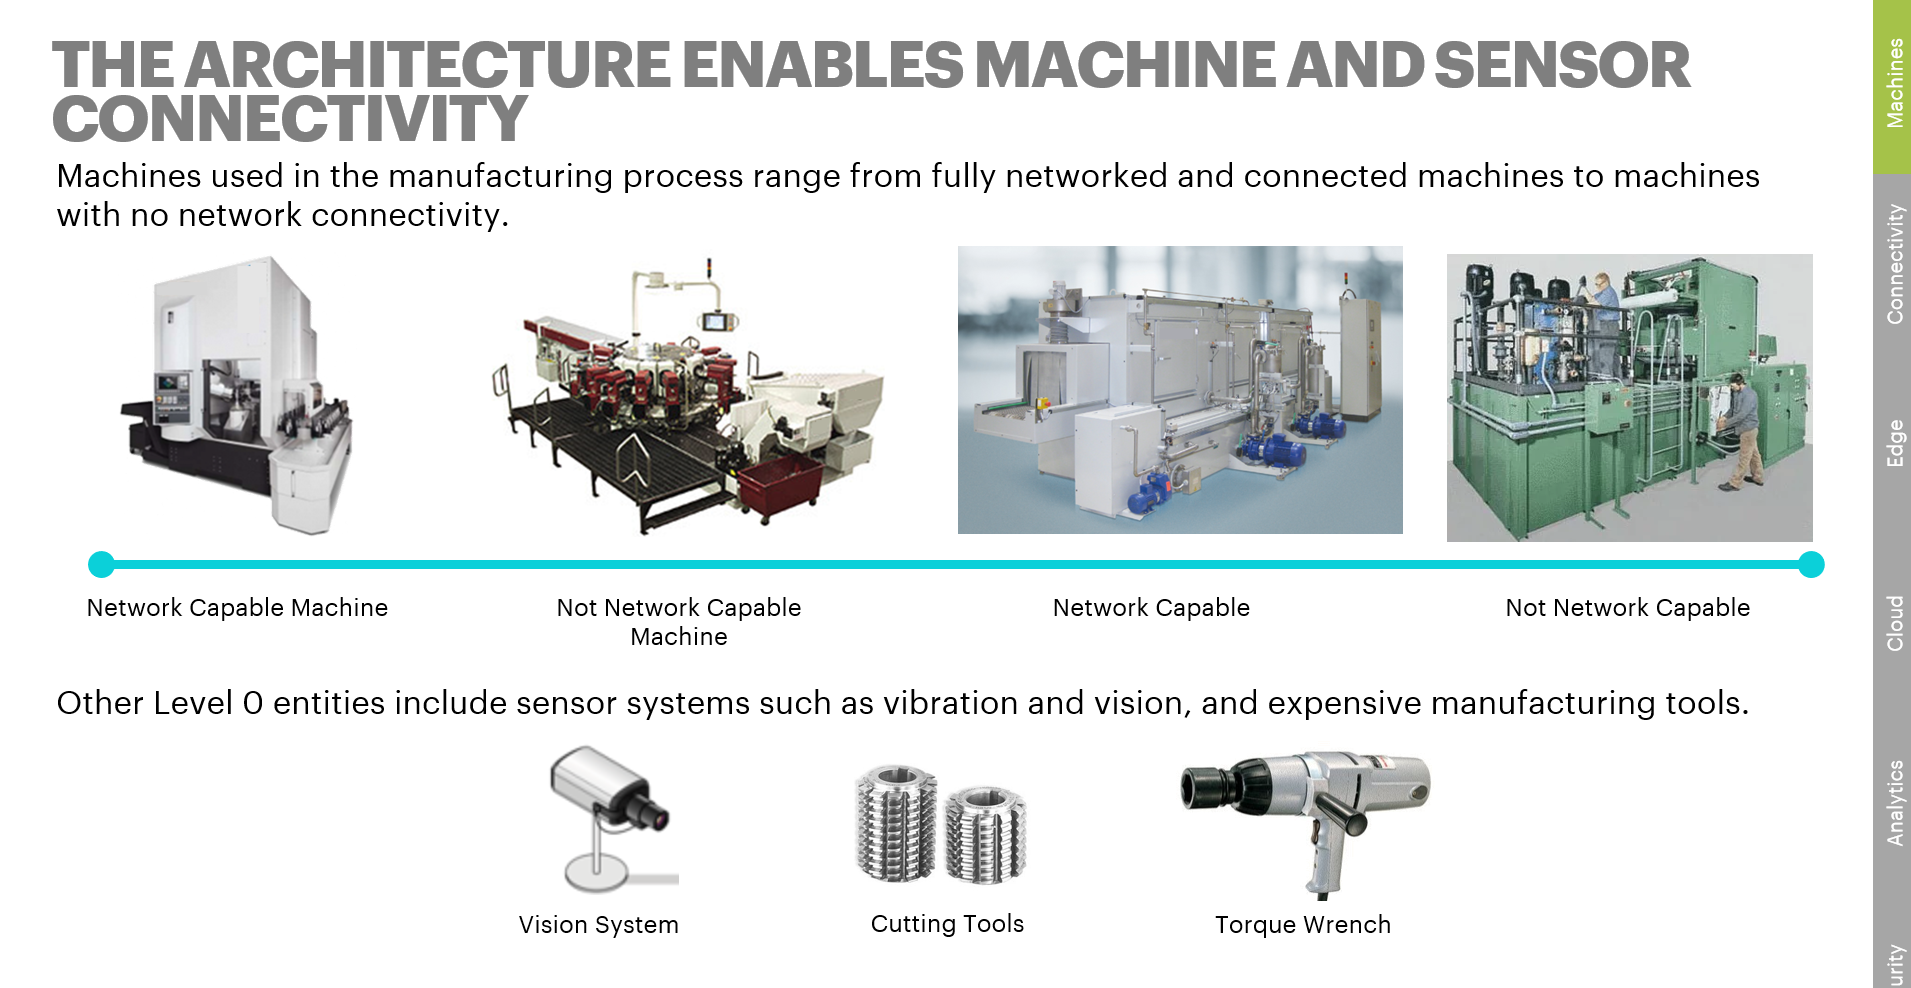 THE ARCHITECTURE ENABLES MACHINE AND SENSOR
CONNECTIVITY
Machines used in the manufacturing process range from fully networked and connected machines to machines
with no network connectivity.
Network Capable Machine
Not Network Capable
Machine
Network Capable
Not Network Capable
Other Level 0 entities include sensor systems such as vibration and vision, and expensive manufacturing tools.
Vision System
Cutting Tools
Torque Wrench
Machines
Connectivity
Edge
Cloud
Analytics
urity